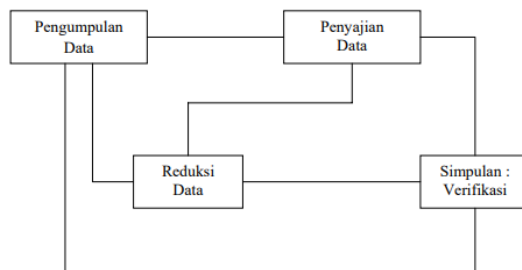 Pengumpulan
Data
Penyajian
Data
Reduksi
Data
Simpulan :
Verifikasi